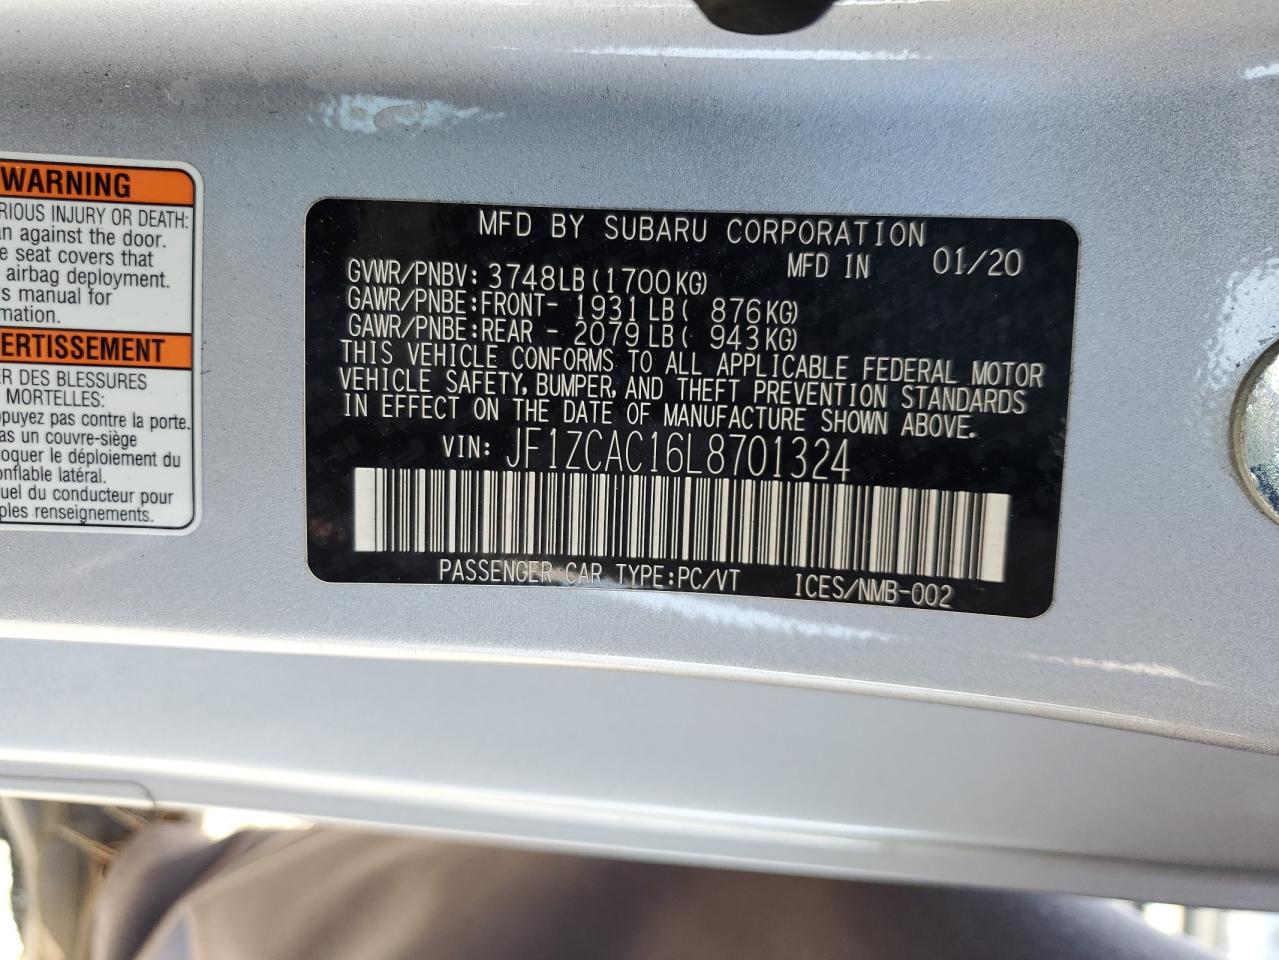 WARNING
RIOUS INJURY OR DEATH:
n against the door.
e seat covers that
airbag deployment.
s manual for
mation.
ERTISSEMENT
ER DES BLESSURES
MORTELLES:
ppuyez pas contre la porte.
as un couvre-siège
oquer le déploiement du
onflable latéral.
uel du conducteur pour
ples renseignements.
MFD BY SUBARU CORPORATION
MFD IN 01/20
GVWR/PNBV: 3748LB(1700KG)
GAWR/PNBE:FRONT- 1931LB( 876KG)
GAWR/PNBE:REAR - 2079LB( 943KG)
THIS VEHICLE CONFORMS TO ALL APPLICABLE FEDERAL MOTOR
VEHICLE SAFETY, BUMPER, AND THEFT PREVENTION STANDARDS
IN EFFECT ON THE DATE OF MANUFACTURE SHOWN ABOVE.
VIN: JF1ZCAC16L8701324
PASSENGER CAR TYPE:PC/VT ICES/NMB-002